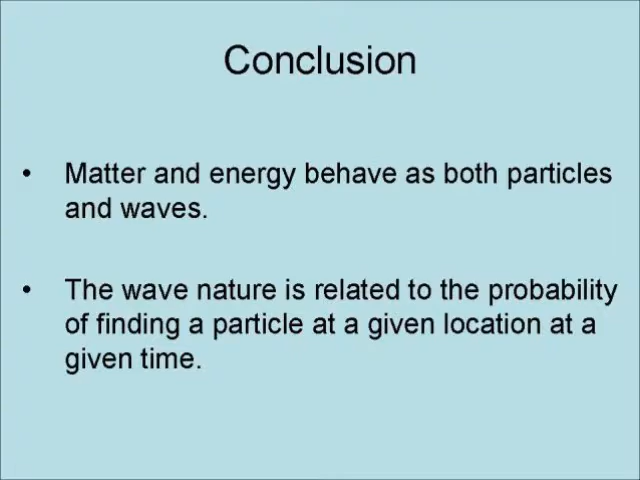 Conclusion
• Matter and energy behave as both particles
and waves.
• The wave nature is related to the probability
of finding a particle at a given location at a
given time.